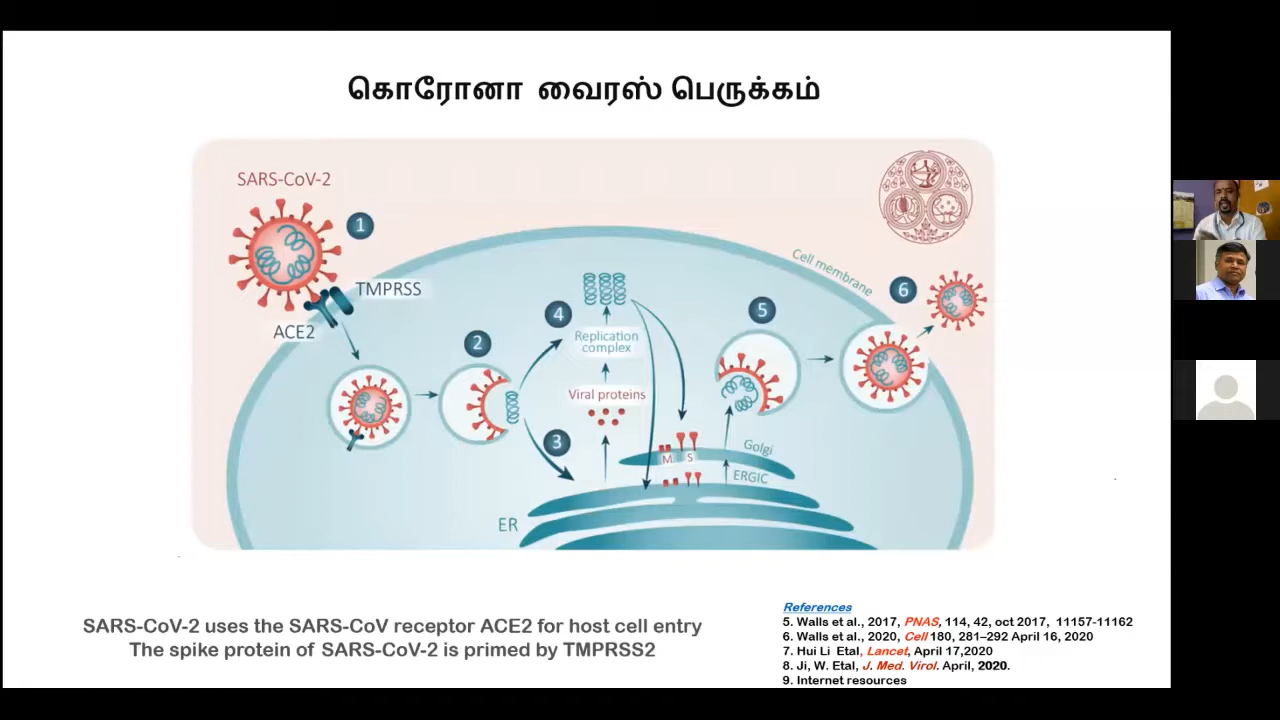 கொரோனா வைரஸ் பெருக்கம்
SARS-CoV-2
1
TMPRSS
ACE2
Cell membrane
6
5
4
2
Replication
complex
Viral proteins
3
M S
Golgi
ERGIC
ER
SARS-CoV-2 uses the SARS-CoV receptor ACE2 for host cell entry
The spike protein of SARS-CoV-2 is primed by TMPRSS2
References
5. Walls et al., 2017, PNAS, 114, 42, oct 2017, 11157-11162
6. Walls et al., 2020, Cell 180, 281–292 April 16, 2020
7. Hui Li Etal, Lancet, April 17,2020
8. Ji, W. Etal, J. Med. Virol. April, 2020.
9. Internet resources